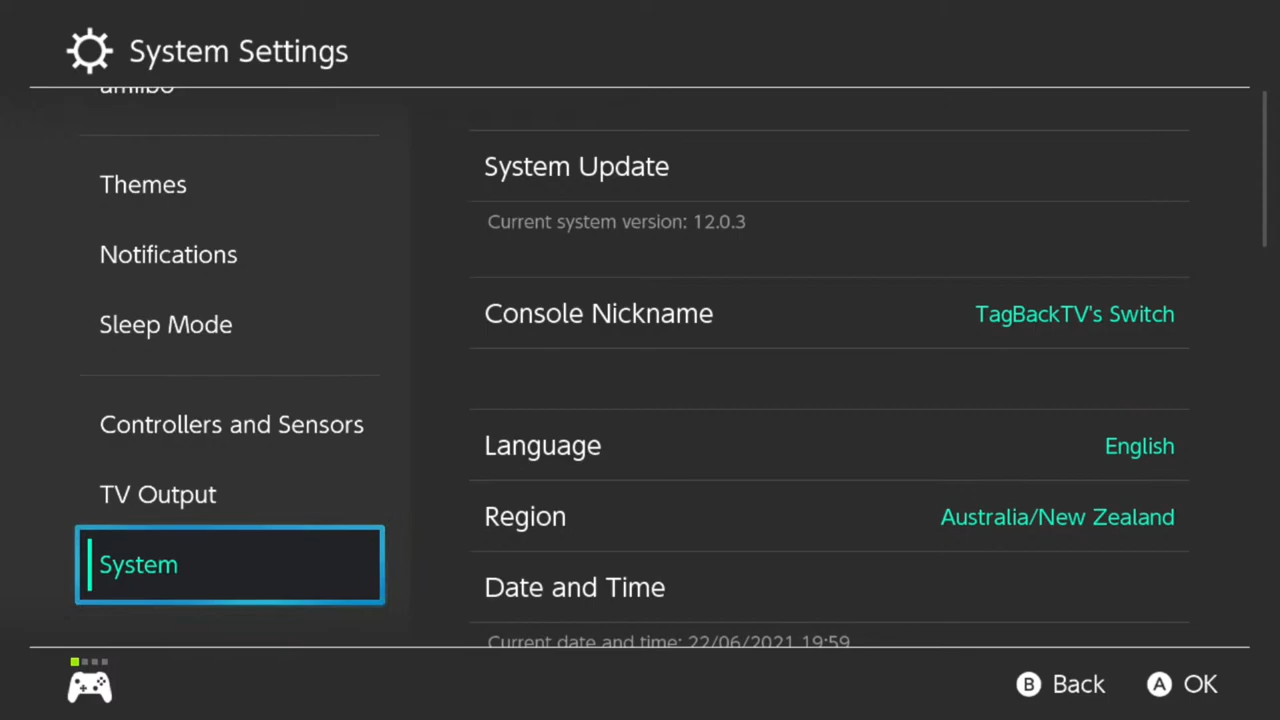 System Settings
amiibo
Themes
Notifications
Sleep Mode
Controllers and Sensors
TV Output
System
System Update
Current system version: 12.0.3
Console Nickname TagBackTV's Switch
Language English
Region Australia/New Zealand
Date and Time
Current date and time: 22/06/2021 19:59
B Back A OK